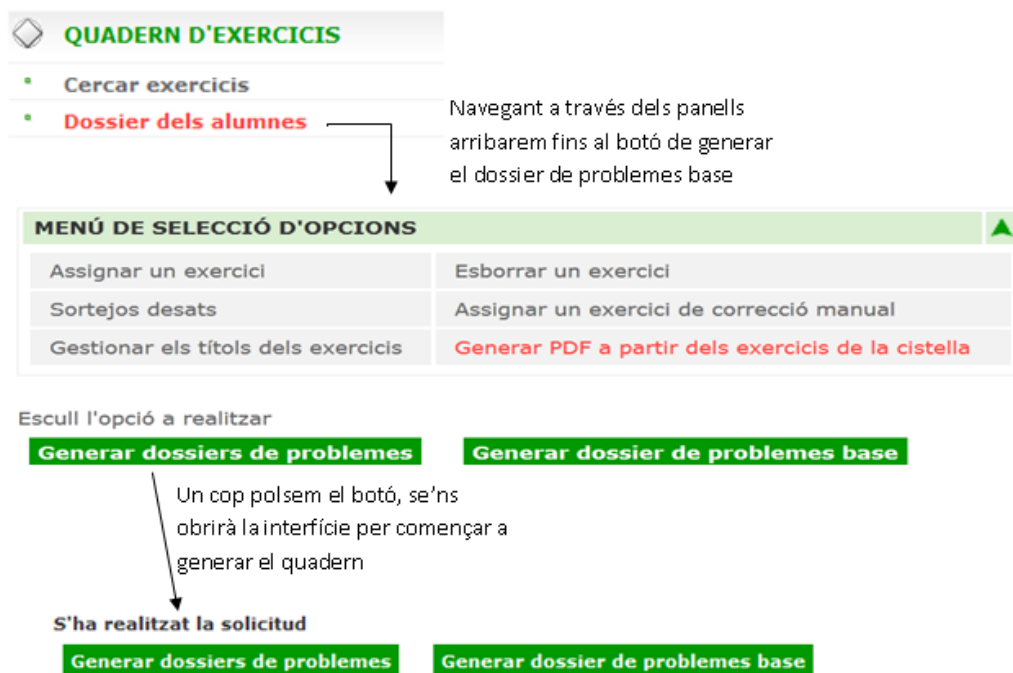 QUADERN D'EXERCICIS
Cercar exercicis
Dossier dels alumnes
Navegant a través dels panells
arribarem fins al botó de generar
el dossier de problemes base
MENÚ DE SELECCIÓ D'OPCIONS
Assignar un exercici
Esborrar un exercici
Sortejos desats
Assignar un exercici de correcció manual
Gestionar els títols dels exercicis
Generar PDF a partir dels exercicis de la cistella
Escull l'opció a realitzar
Generar dossiers de problemes
Generar dossier de problemes base
Un cop polsem el botó, se'ns
obrirà la interfície per començar a
generar el quadern
S'ha realitzat la solicitud
Generar dossiers de problemes
Generar dossier de problemes base